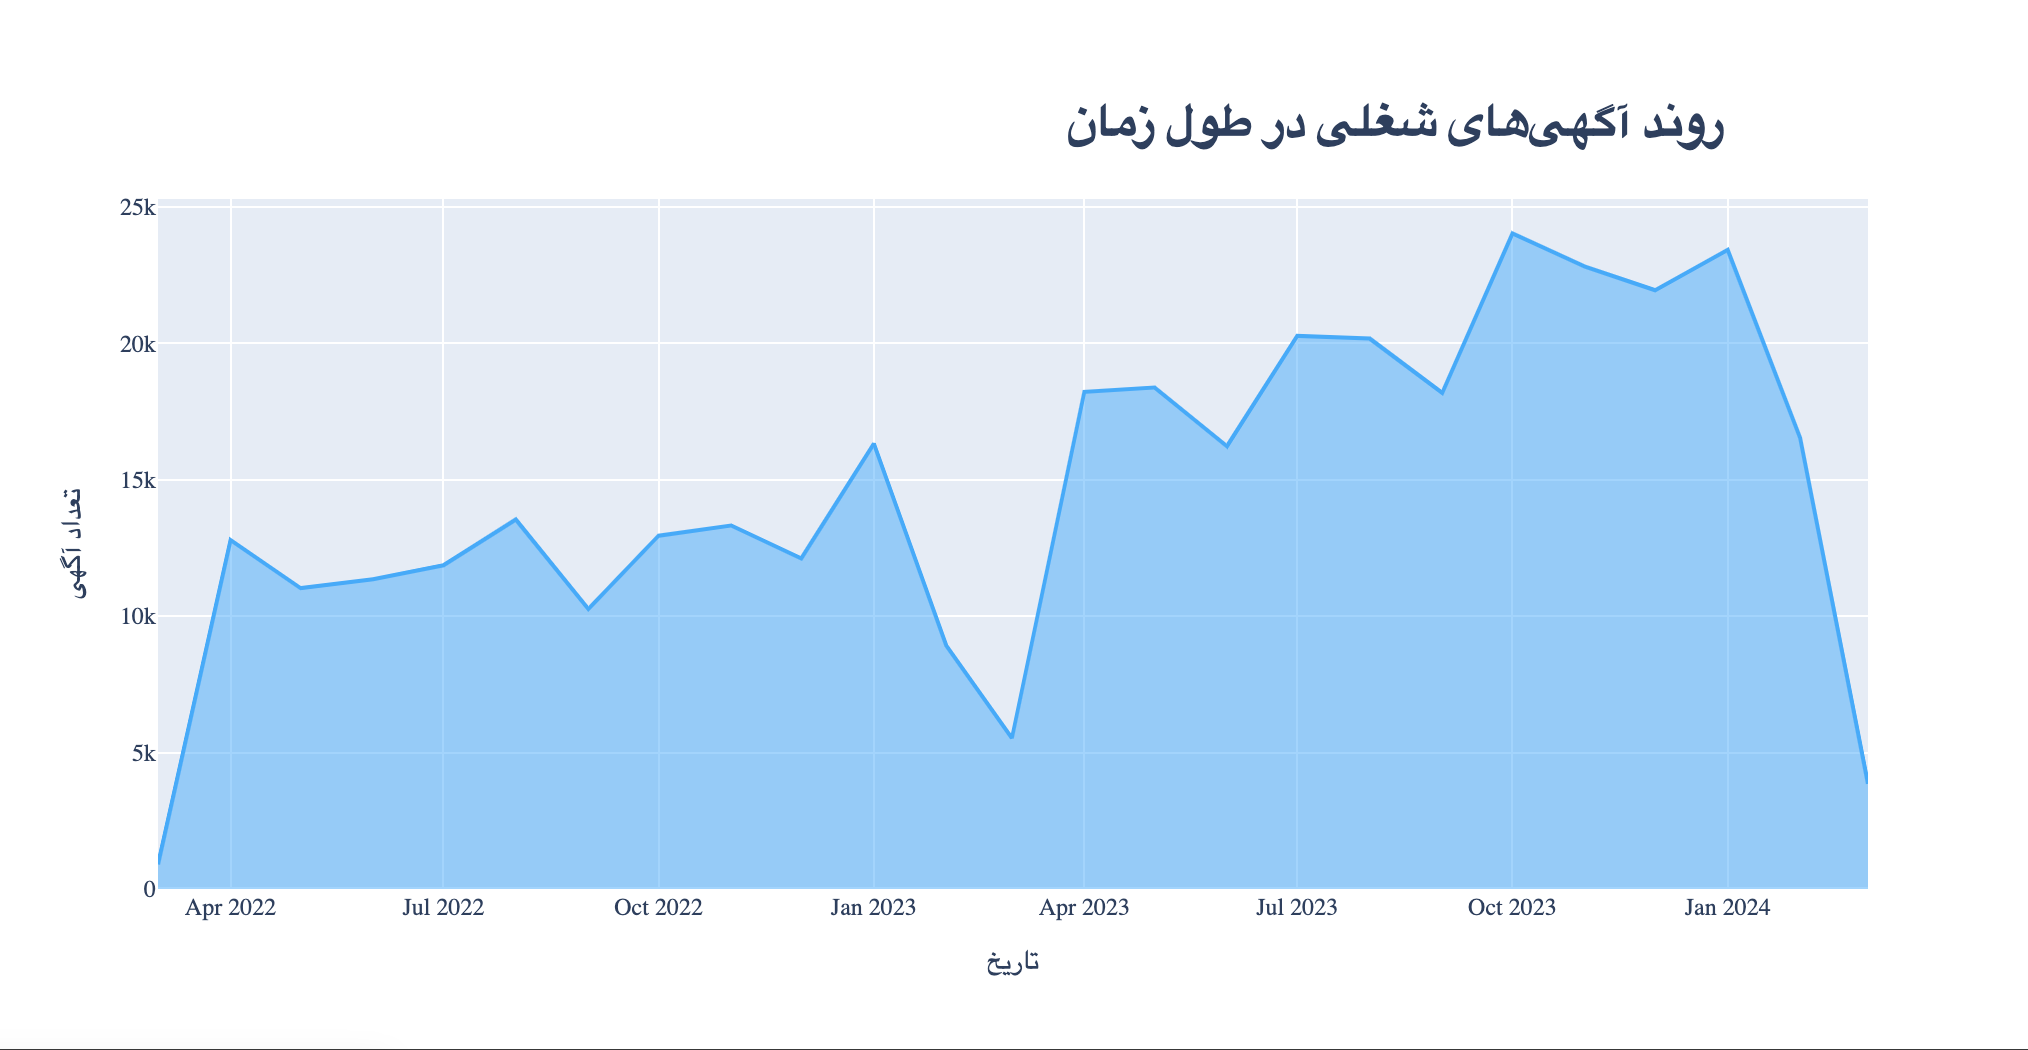 روند آگهی‌های شغلی در طول زمان
25k
20k
15k
10k
5k
0
تعداد آگهی
Apr 2022
Jul 2022
Oct 2022
Jan 2023
Apr 2023
Jul 2023
Oct 2023
Jan 2024
تاریخ